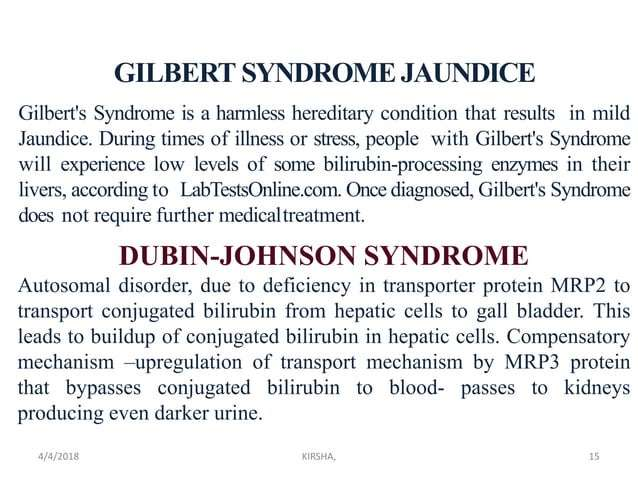 GILBERT SYNDROME JAUNDICE
Gilbert's Syndrome is a harmless hereditary condition that results in mild
Jaundice. During times of illness or stress, people with Gilbert's Syndrome
will experience low levels of some bilirubin-processing enzymes in their
livers, according to LabTestsOnline.com. Once diagnosed, Gilbert's Syndrome
does not require further medicaltreatment.
DUBIN-JOHNSON SYNDROME
Autosomal disorder, due to deficiency in transporter protein MRP2 to
transport conjugated bilirubin from hepatic cells to gall bladder. This
leads to buildup of conjugated bilirubin in hepatic cells. Compensatory
mechanism –upregulation of transport mechanism by MRP3 protein
that bypasses conjugated bilirubin to blood- passes to kidneys
producing even darker urine.
4/4/2018 KIRSHA, 15